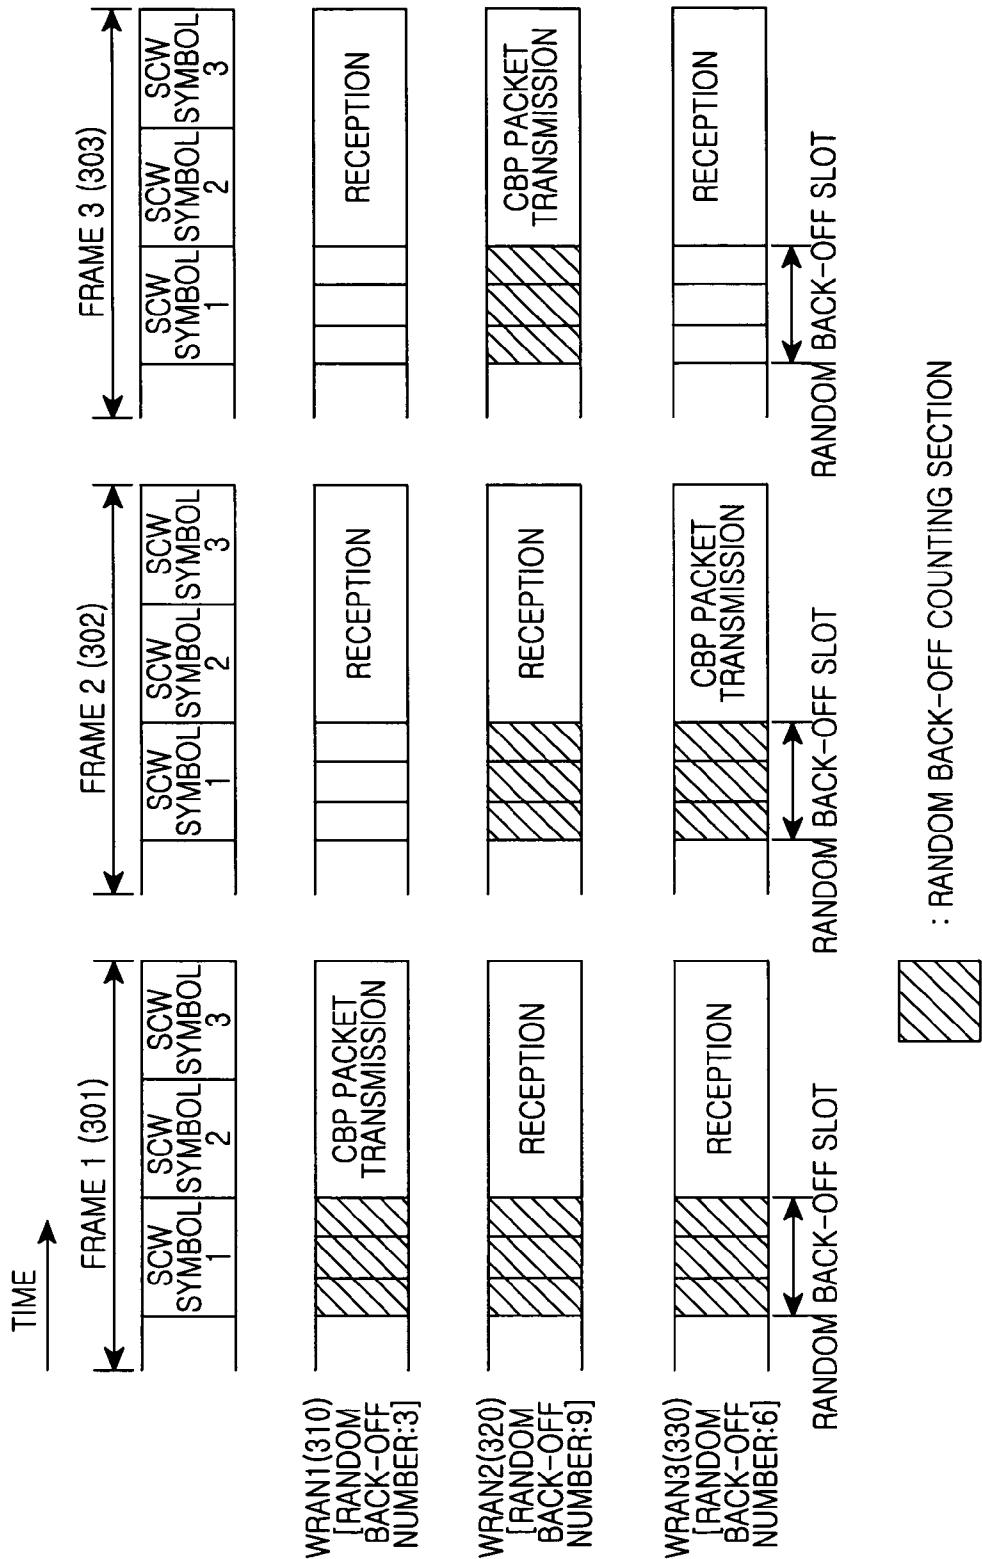 TIME
FRAME 1 (301)
FRAME 2 (302)
FRAME 3 (303)
SCW
SYMBOL
1
SCW
SYMBOL
2
SCW
SYMBOL
3
SCW
SYMBOL
1
SCW
SYMBOL
2
SCW
SYMBOL
3
SCW
SYMBOL
1
SCW
SYMBOL
2
SCW
SYMBOL
3
WRAN1(310)
[RANDOM
BACK-OFF
NUMBER:3]
CBP PACKET
TRANSMISSION
RECEPTION
RECEPTION
WRAN2(320)
[RANDOM
BACK-OFF
NUMBER:9]
RECEPTION
RECEPTION
CBP PACKET
TRANSMISSION
WRAN3(330)
[RANDOM
BACK-OFF
NUMBER:6]
RECEPTION
CBP PACKET
TRANSMISSION
RECEPTION
RANDOM BACK-OFF SLOT
RANDOM BACK-OFF SLOT
RANDOM BACK-OFF SLOT
: RANDOM BACK-OFF COUNTING SECTION